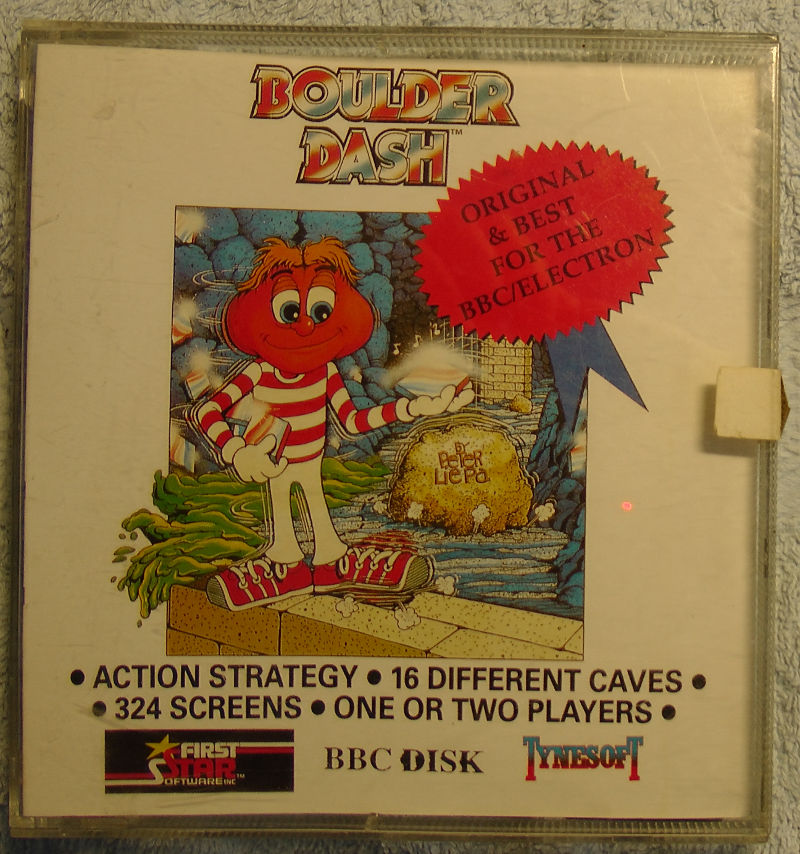 BOULDER
DASH™
ORIGINAL
& BEST
FOR THE
BBC/ELECTRON
BY
PETER
LIEPA
• ACTION STRATEGY • 16 DIFFERENT CAVES •
• 324 SCREENS • ONE OR TWO PLAYERS •
FIRST
STAR™
SOFTWARE INC
BBC DISK
TYNESOFT